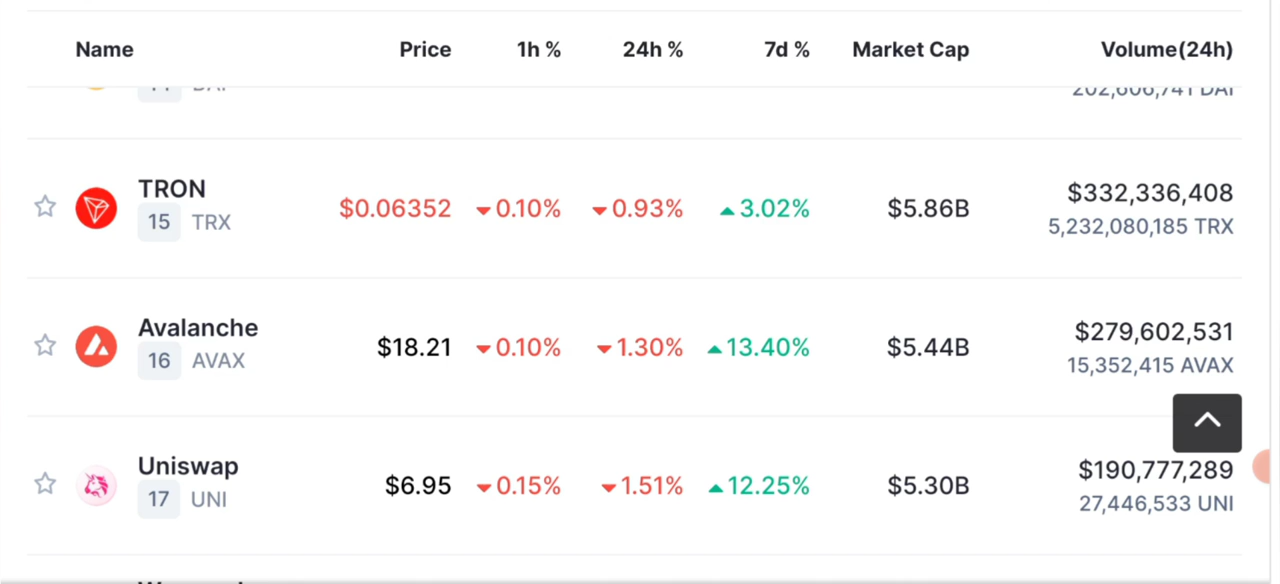 Name Price 1h % 24h % 7d % Market Cap Volume(24h)
TRON
$0.06352 0.10% 0.93% 3.02% $5.86B $332,336,408
15 TRX 5,232,080,185 TRX
Avalanche
$18.21 0.10% 1.30% 13.40% $5.44B $279,602,531
16 AVAX 15,352,415 AVAX
Uniswap
$6.95 0.15% 1.51% 12.25% $5.30B $190,777,289
17 UNI 27,446,533 UNI